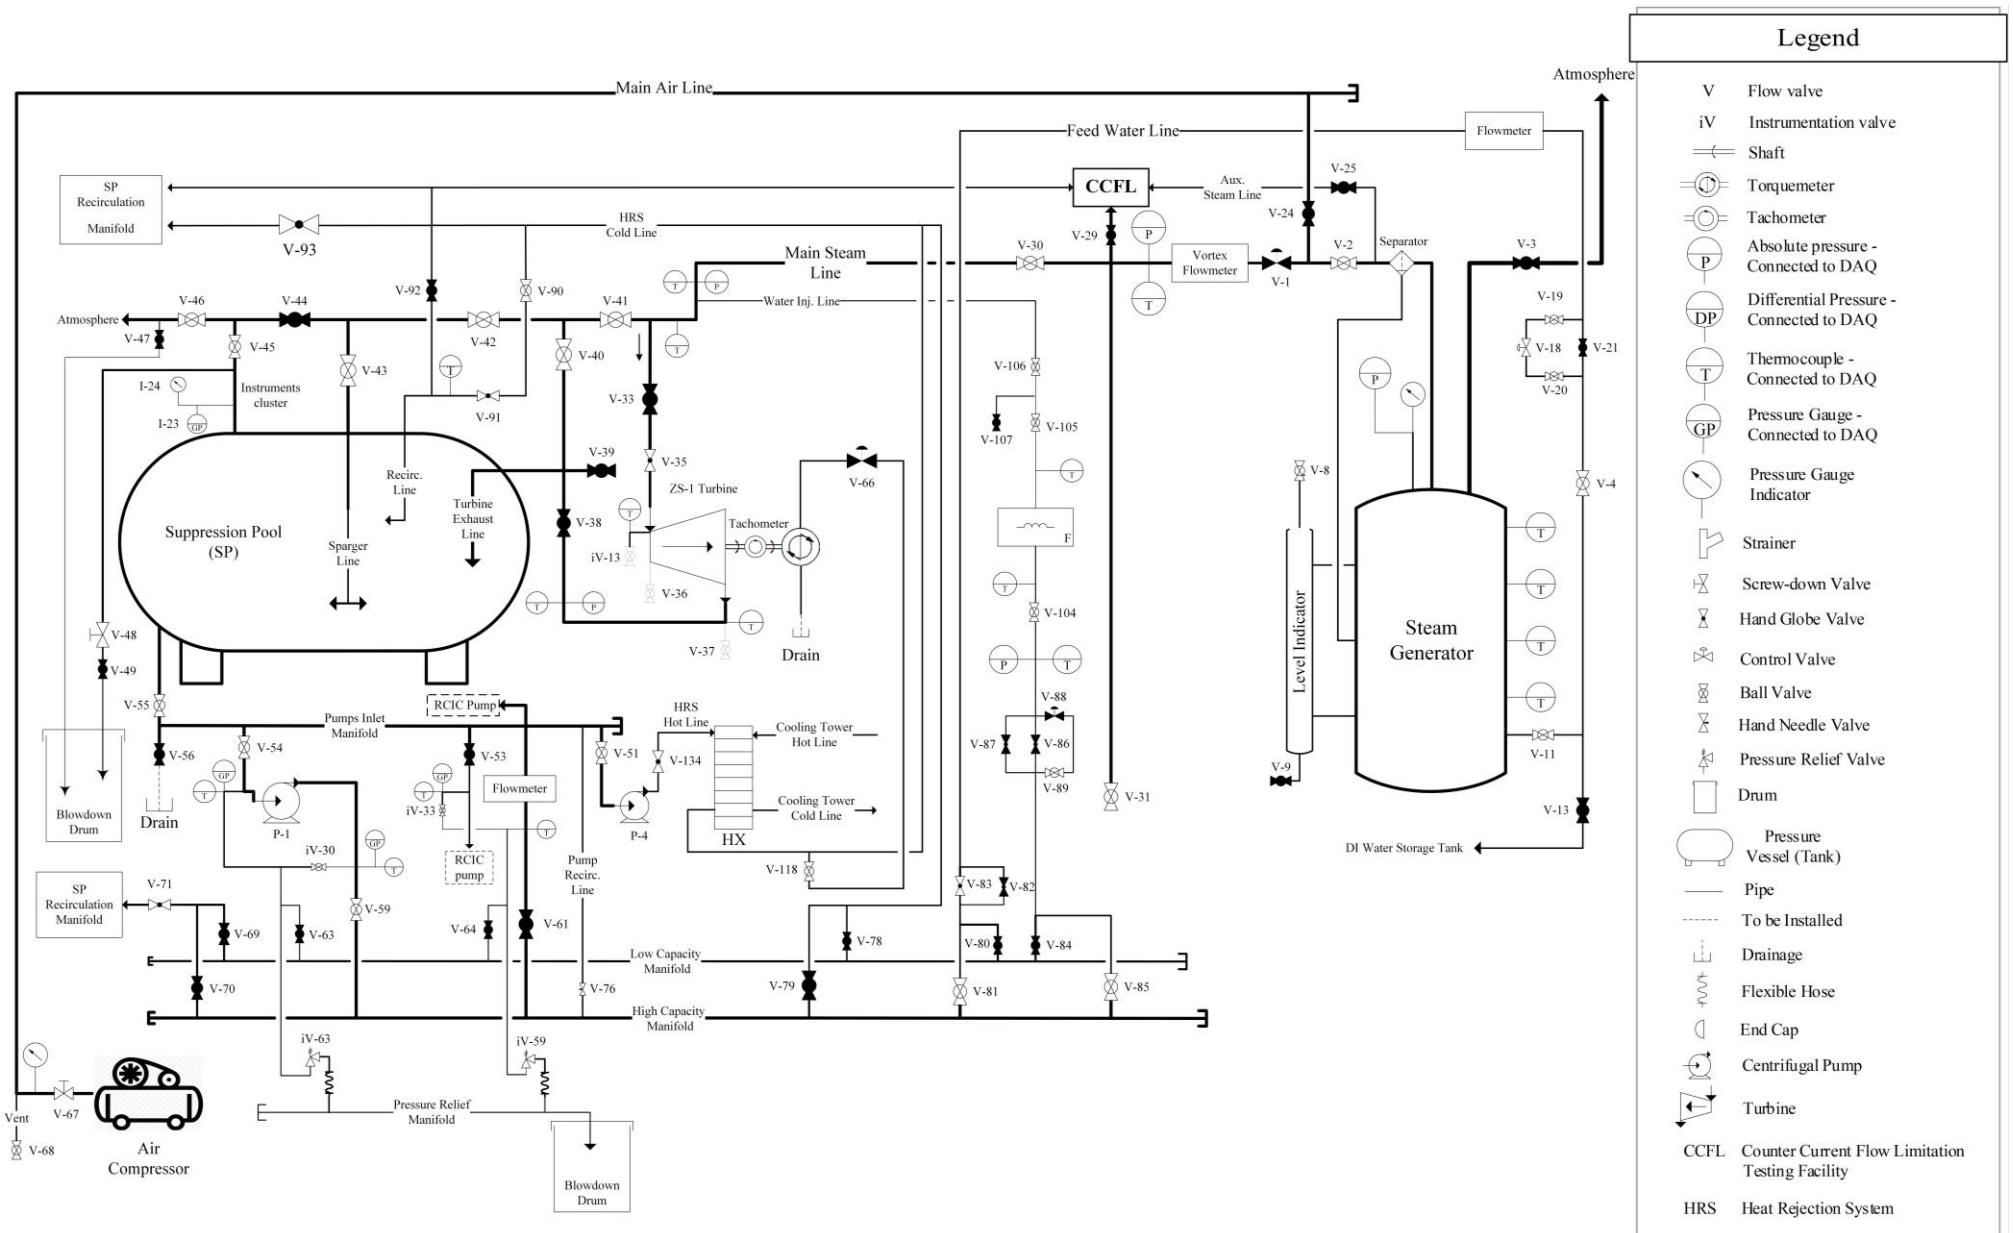 Main Air Line
Feed Water Line
Flowmeter
Atmosphere
SP
Recirculation
Manifold
V-93
HRS
Cold Line
CCFL
Aux.
Steam Line
V-25
V-24
V-29
P
T
V-30
Main Steam
Line
Vortex
Flowmeter
V-1
V-2
Separator
V-3
Water Inj. Line
T
P
T
V-92
V-90
V-46
V-44
V-41
Atmosphere
V-47
V-45
V-42
V-40
V-43
T
V-91
I-24
Instruments
cluster
I-23
GP
V-33
V-106
V-107
V-105
V-19
V-18
V-21
V-20
P
V-39
V-35
ZS-1 Turbine
V-66
T
V-8
V-4
Recirc.
Line
Turbine
Exhaust
Line
Suppression Pool
(SP)
Sparger
Line
V-38
T
iV-13
Tachometer
V-36
F
T
T
P
T
V-37
Drain
T
V-104
P
T
Level Indicator
Steam
Generator
T
T
T
T
V-48
V-49
V-55
RCIC Pump
Pumps Inlet
Manifold
HRS
Hot Line
Cooling Tower
Hot Line
V-88
V-87
V-86
V-89
V-11
V-9
V-31
V-13
DI Water Storage Tank
V-56
V-54
V-53
V-51
V-134
Blowdown
Drum
Drain
GP
T
P-1
GP
T
iV-33
Flowmeter
P-4
Cooling Tower
Cold Line
HX
iV-30
GP
T
T
RCIC
pump
Pump
Recirc.
Line
V-118
V-83
V-82
SP
Recirculation
Manifold
V-71
V-59
V-69
V-63
V-64
V-61
V-78
V-80
V-84
Low Capacity
Manifold
V-70
V-76
V-79
V-81
V-85
High Capacity
Manifold
iV-63
iV-59
V-67
Vent
V-68
Air
Compressor
Pressure Relief
Manifold
Blowdown
Drum
Legend
V Flow valve
iV Instrumentation valve
Shaft
Torquemeter
Tachometer
P Absolute pressure -
Connected to DAQ
DP Differential Pressure -
Connected to DAQ
T Thermocouple -
Connected to DAQ
GP Pressure Gauge -
Connected to DAQ
Pressure Gauge
Indicator
Strainer
Screw-down Valve
Hand Globe Valve
Control Valve
Ball Valve
Hand Needle Valve
Pressure Relief Valve
Drum
Pressure
Vessel (Tank)
Pipe
To be Installed
Drainage
Flexible Hose
End Cap
Centrifugal Pump
Turbine
CCFL Counter Current Flow Limitation
Testing Facility
HRS Heat Rejection System